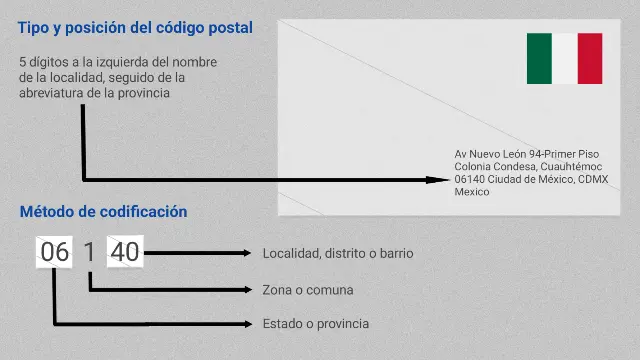 Tipo y posición del código postal
5 dígitos a la izquierda del nombre
de la localidad, seguido de la
abreviatura de la provincia
Av Nuevo León 94-Primer Piso
Colonia Condesa, Cuauhtémoc
06140 Ciudad de México, CDMX
Mexico
Método de codificación
06 1 40
Localidad, distrito o barrio
Zona o comuna
Estado o provincia